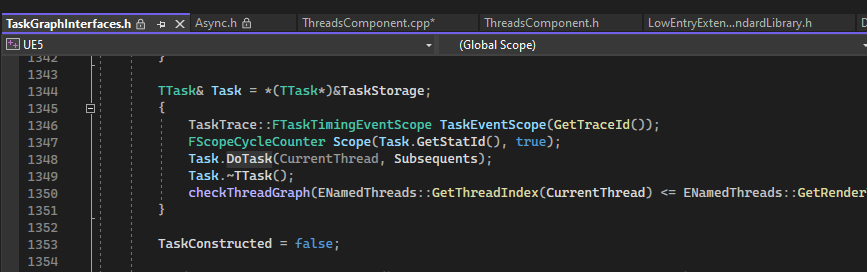 TaskGraphInterfaces.h
Async.h
ThreadsComponent.cpp*
ThreadsComponent.h
LowEntryExten...ndardLibrary.h
UE5
(Global Scope)
1342 }
1343
1344 TTask& Task = *(TTask*)&TaskStorage;
1345 {
1346 TaskTrace::FTaskTimingEventScope TaskEventScope(GetTraceId());
1347 FScopeCycleCounter Scope(Task.GetStatId(), true);
1348 Task.DoTask(CurrentThread, Subsequents);
1349 Task.~TTask();
1350 checkThreadGraph(ENamedThreads::GetThreadIndex(CurrentThread) <= ENamedThreads::GetRender
1351 }
1352
1353 TaskConstructed = false;
1354